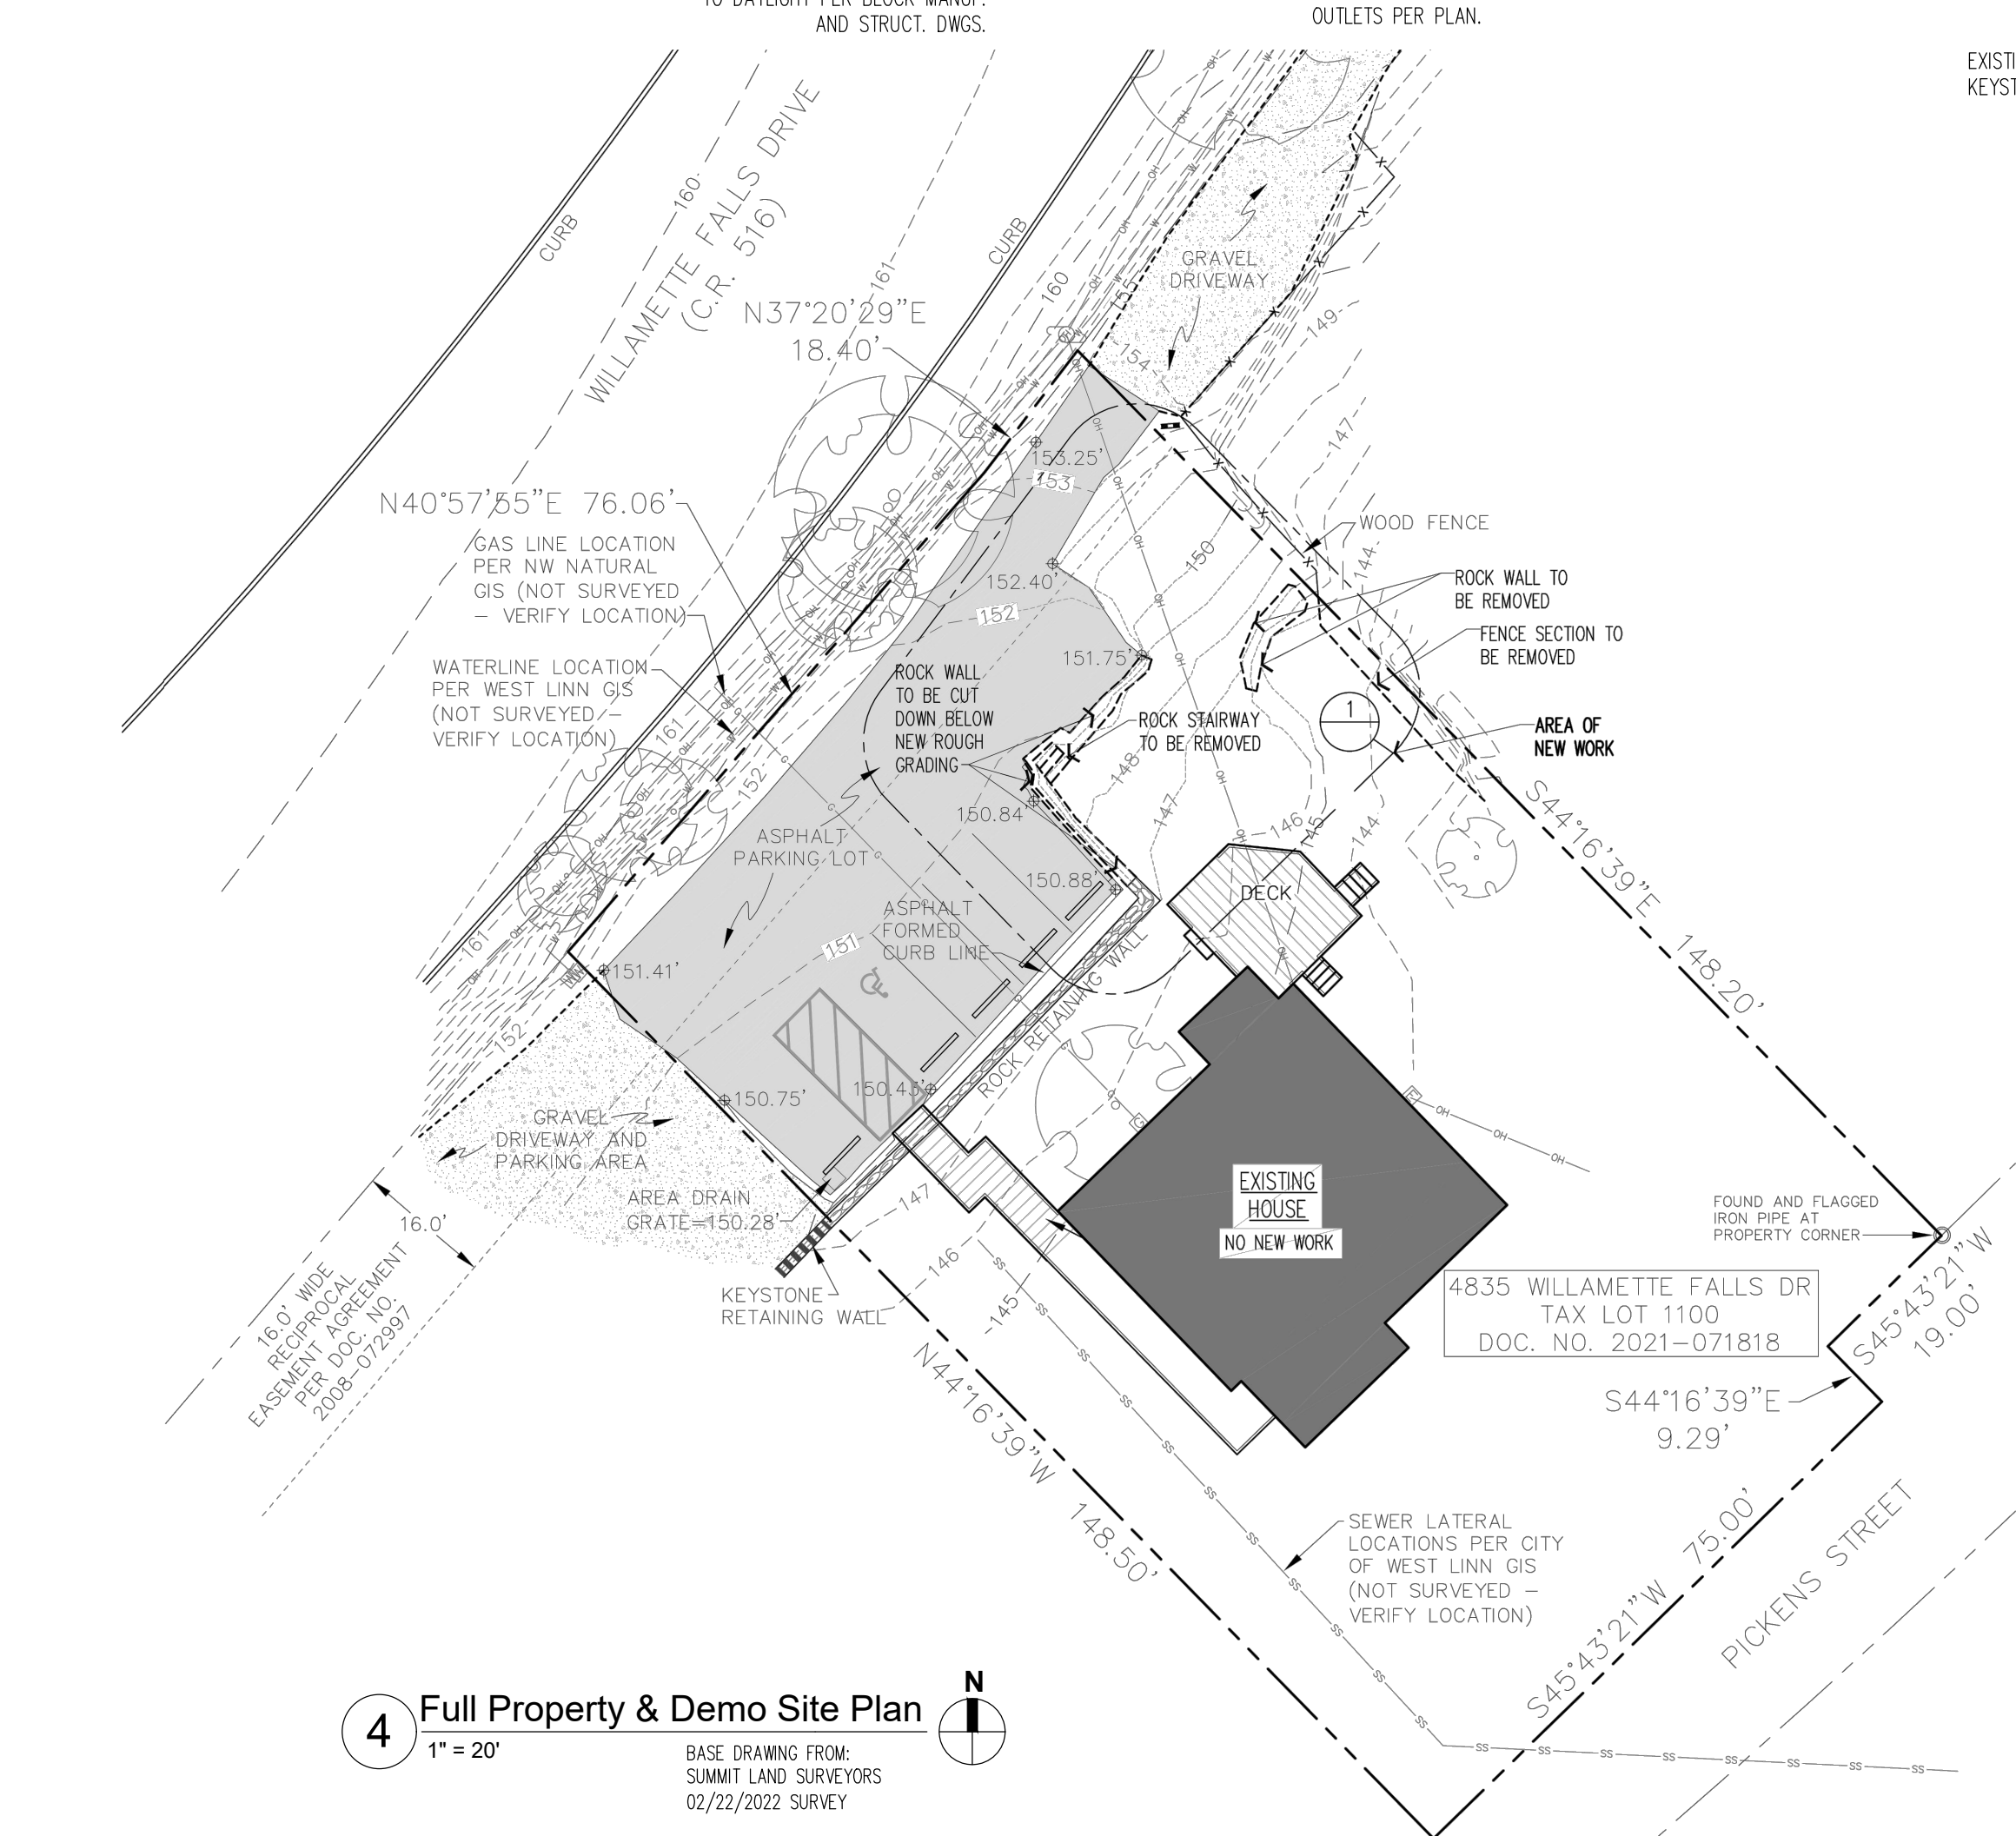 AND STRUCT. DWGS.
OUTLETS PER PLAN.
CURB
160
WILLAMETTE FALLS DRIVE
(C.R. 516)
161
CURB
160
155
GRAVEL
DRIVEWAY
154
149
147
N37°20'29"E
18.40'
153.25'
153
N40°57'55"E 76.06'
GAS LINE LOCATION
PER NW NATURAL
GIS (NOT SURVEYED
– VERIFY LOCATION)
WATERLINE LOCATION
PER WEST LINN GIS
(NOT SURVEYED –
VERIFY LOCATION)
161
152
152.40'
152
150
144
WOOD FENCE
ROCK WALL TO
BE REMOVED
FENCE SECTION TO
BE REMOVED
151.75'
ROCK WALL
TO BE CUT
DOWN BELOW
NEW ROUGH
GRADING
ROCK STAIRWAY
TO BE REMOVED
1
AREA OF
NEW WORK
148
147
146
145
144
150.84'
ASPHALT
PARKING LOT
150.88'
ASPHALT
FORMED
CURB LINE
DECK
S44°16'39"E
148.20'
151
161
151.41'
152
ROCK RETAINING WALL
150.75'
150.43'
GRAVEL
DRIVEWAY AND
PARKING AREA
AREA DRAIN
GRATE=150.28'
147
146
145
KEYSTONE
RETAINING WALL
16.0'
16.0' WIDE
RECIPROCAL
EASEMENT AGREEMENT
PER DOC. NO.
2008–072997
EXISTING
HOUSE
NO NEW WORK
FOUND AND FLAGGED
IRON PIPE AT
PROPERTY CORNER
4835 WILLAMETTE FALLS DR
TAX LOT 1100
DOC. NO. 2021–071818
S45°43'21"W
19.00'
S44°16'39"E
9.29'
N44°16'39"W
148.50'
SEWER LATERAL
LOCATIONS PER CITY
OF WEST LINN GIS
(NOT SURVEYED –
VERIFY LOCATION)
S45°43'21"W 75.00'
PICKENS STREET
4
Full Property & Demo Site Plan
N
1" = 20'
BASE DRAWING FROM:
SUMMIT LAND SURVEYORS
02/22/2022 SURVEY